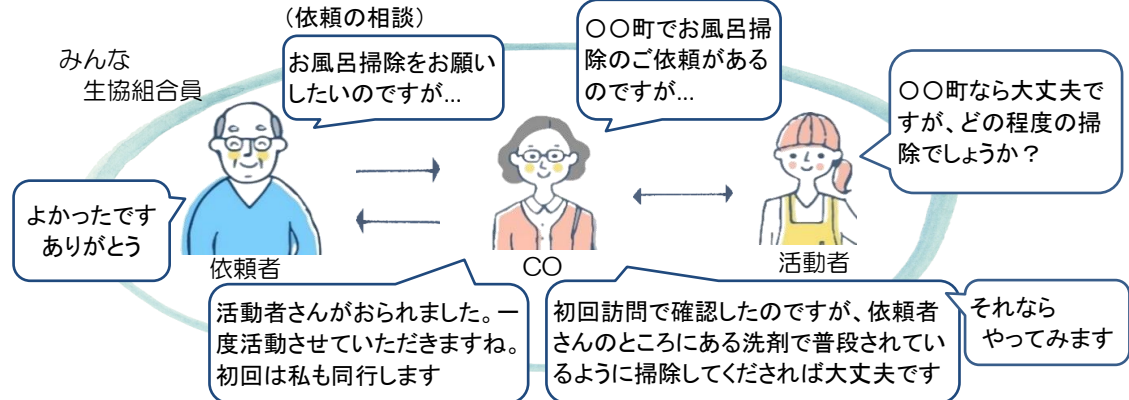 （依頼の相談）
みんな
生協組合員
お風呂掃除をお願い
したいのですが...
〇〇町でお風呂掃
除のご依頼がある
のですが...
〇〇町なら大丈夫で
すが、どの程度の掃
除でしょうか？
よかったです
ありがとう
依頼者
CO
活動者
活動者さんがおられました。一
度活動させていただきますね。
初回は私も同行します
初回訪問で確認したのですが、依頼者
さんのところにある洗剤で普段されてい
るように掃除してくだされば大丈夫です
それなら
やってみます